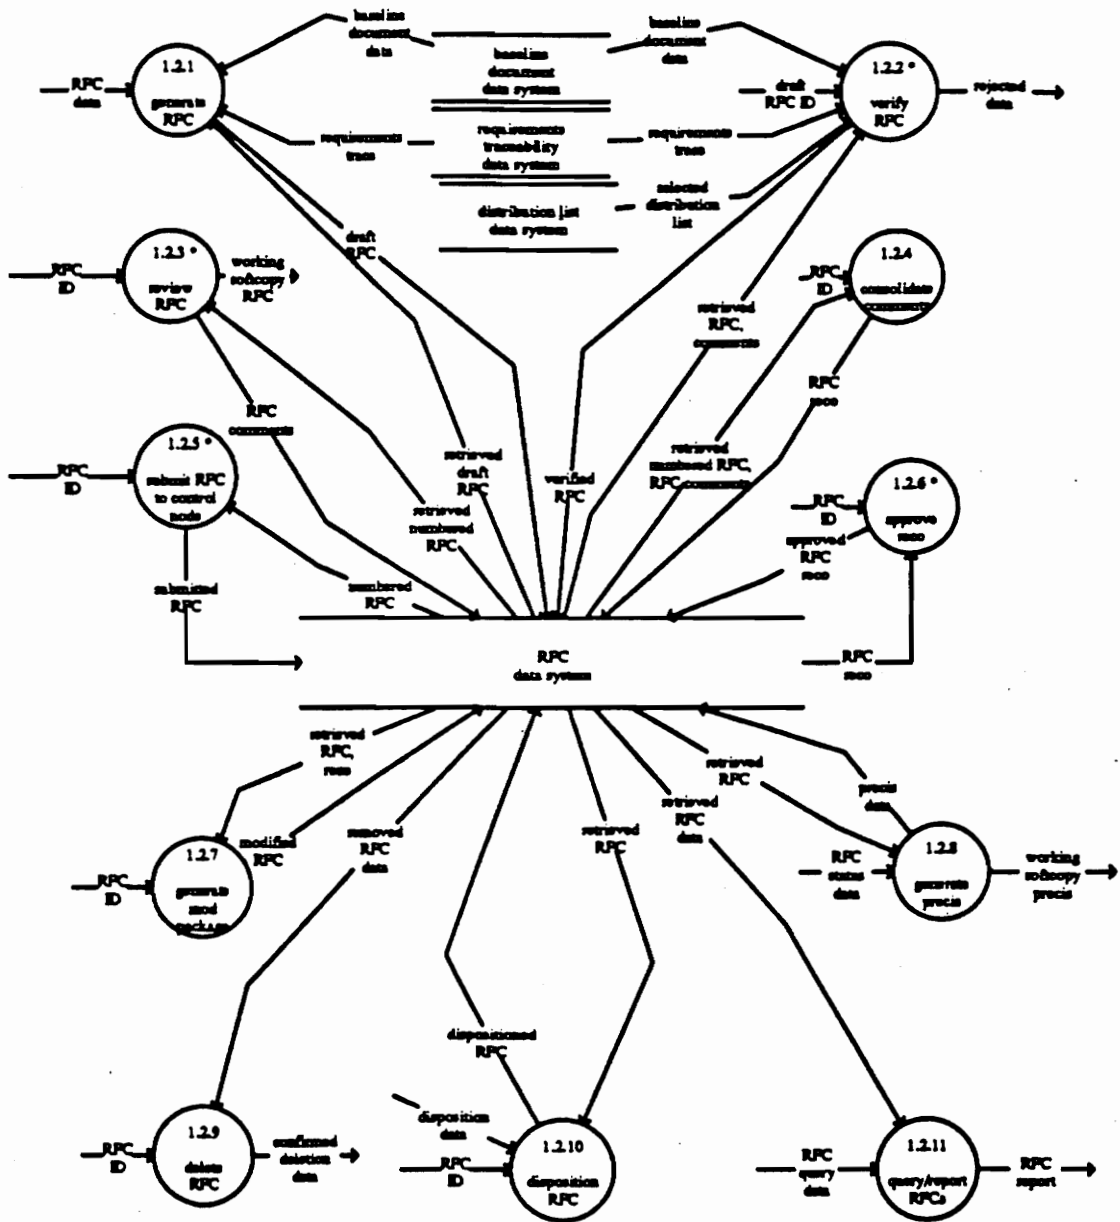 baseline
document
data
baseline
document
data system
baseline
document
data
RFC
data
1.2.1
generate
RFC
draft
RFC ID
1.2.2 *
verify
RFC
rejected
data
requirements
trace
requirements
traceability
data system
requirements
trace
distribution list
data system
selected
distribution
list
draft
RFC
RFC
ID
1.2.3 *
review
RFC
working
softcopy
RFC
RFC
ID
1.2.4
consolidate
comments
retrieved
RFC,
comments
RFC
reco
RFC
comments
RFC
ID
1.2.5 *
submit RFC
to control
node
retrieved
draft
RFC
retrieved
numbered
RFC
verified
RFC
retrieved
numbered RFC,
RFC comments
RFC
ID
1.2.6 *
approve
reco
approved
RFC
reco
submitted
RFC
numbered
RFC
RFC
data system
RFC
reco
retrieved
RFC,
reco
modified
RFC
removed
RFC
data
retrieved
RFC
retrieved
RFC
data
retrieved
RFC
precis
data
RFC
ID
1.2.7
generate
mod
package
RFC
status
data
1.2.8
generate
precis
working
softcopy
precis
dispositioned
RFC
RFC
ID
1.2.9
delete
RFC
confirmed
deletion
data
disposition
data
RFC
ID
1.2.10
disposition
RFC
RFC
query
data
1.2.11
query/report
RFCs
RFC
report